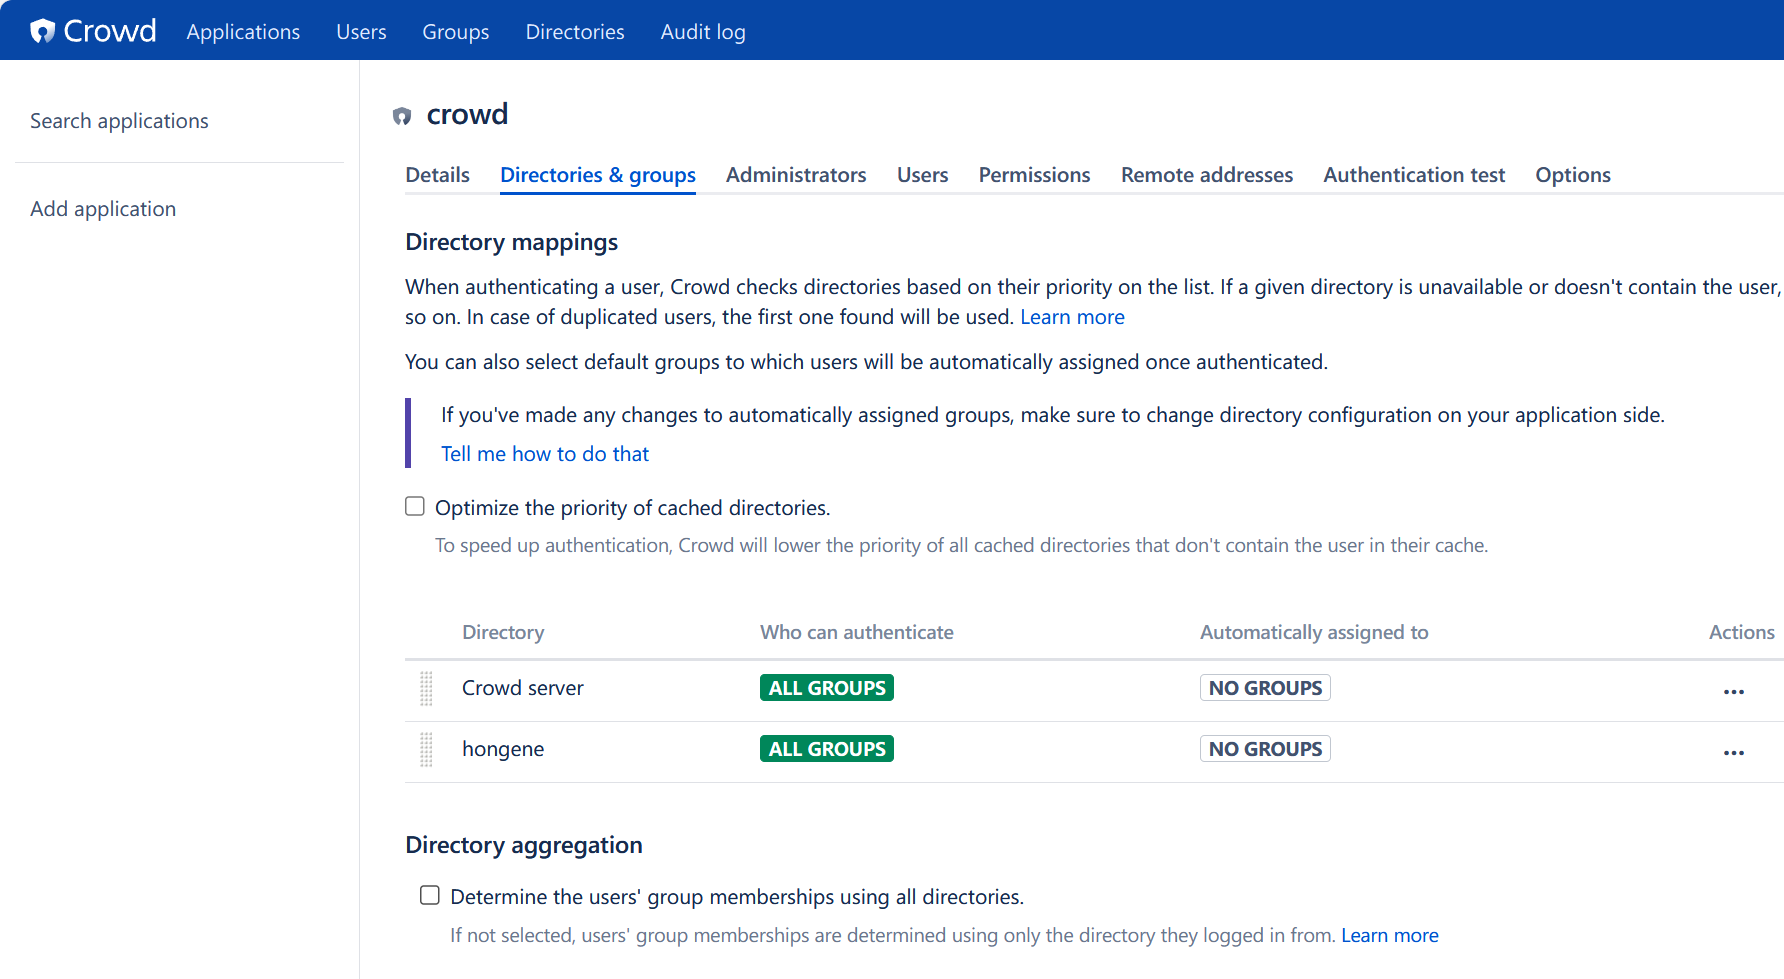 Crowd Applications Users Groups Directories Audit log
Search applications
Add application
crowd
Details Directories & groups Administrators Users Permissions Remote addresses Authentication test Options
Directory mappings
When authenticating a user, Crowd checks directories based on their priority on the list. If a given directory is unavailable or doesn't contain the user,
so on. In case of duplicated users, the first one found will be used. Learn more
You can also select default groups to which users will be automatically assigned once authenticated.
If you've made any changes to automatically assigned groups, make sure to change directory configuration on your application side.
Tell me how to do that
Optimize the priority of cached directories.
To speed up authentication, Crowd will lower the priority of all cached directories that don't contain the user in their cache.
Directory Who can authenticate Automatically assigned to Actions
Crowd server ALL GROUPS NO GROUPS
hongene ALL GROUPS NO GROUPS
Directory aggregation
Determine the users' group memberships using all directories.
If not selected, users' group memberships are determined using only the directory they logged in from. Learn more